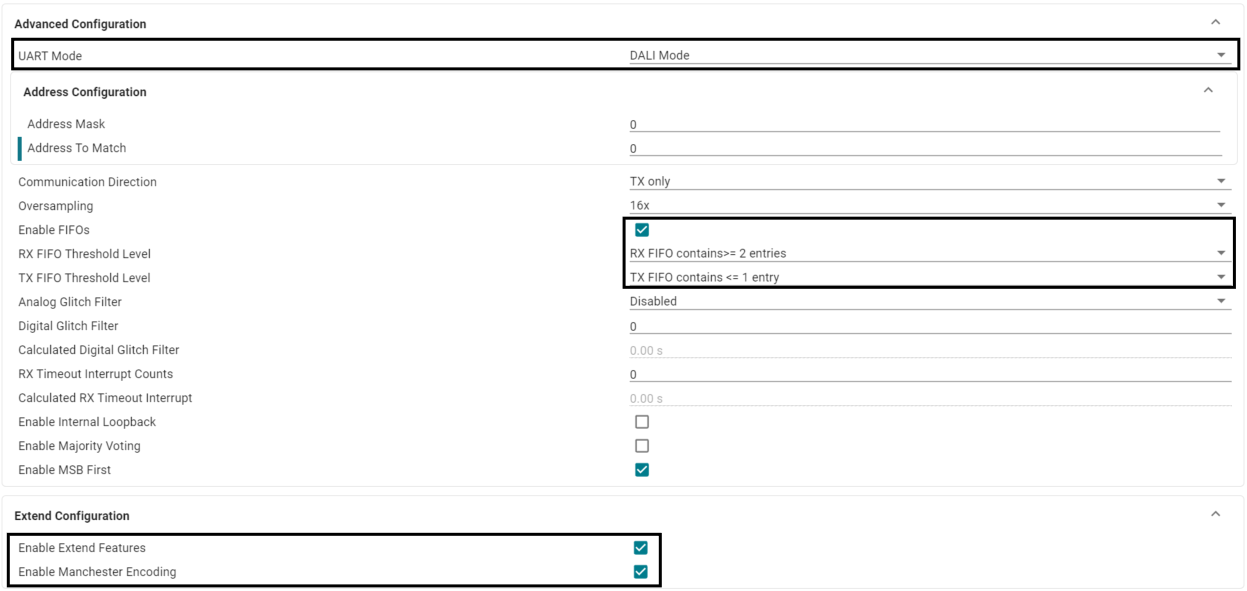 Advanced Configuration
UART Mode DALI Mode
Address Configuration
Address Mask 0
Address To Match 0
Communication Direction TX only
Oversampling 16x
Enable FIFOs
RX FIFO Threshold Level RX FIFO contains>= 2 entries
TX FIFO Threshold Level TX FIFO contains <= 1 entry
Analog Glitch Filter Disabled
Digital Glitch Filter 0
Calculated Digital Glitch Filter 0.00 s
RX Timeout Interrupt Counts 0
Calculated RX Timeout Interrupt 0.00 s
Enable Internal Loopback
Enable Majority Voting
Enable MSB First
Extend Configuration
Enable Extend Features
Enable Manchester Encoding